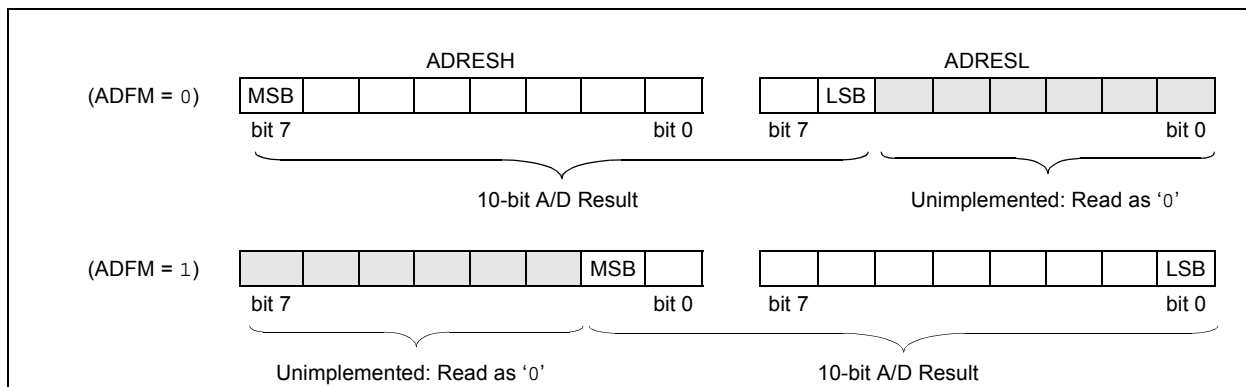 ADRESH ADRESL
(ADFM = 0) MSB LSB
bit 7 bit 0 bit 7 bit 0
10-bit A/D Result Unimplemented: Read as ‘0’
(ADFM = 1) MSB LSB
bit 7 bit 0 bit 7 bit 0
Unimplemented: Read as ‘0’ 10-bit A/D Result